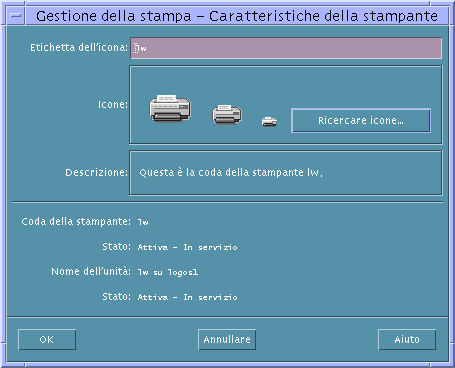 Gestione della stampa – Caratteristiche della stampante
Etichetta dell'icona: lw
Icone:
Ricercare icone...
Descrizione: Questa è la coda della stampante lw.
Coda della stampante: lw
Stato: Attiva – In servizio
Nome dell'unità: lw su logos1
Stato: Attiva – In servizio
OK Annullare Aiuto